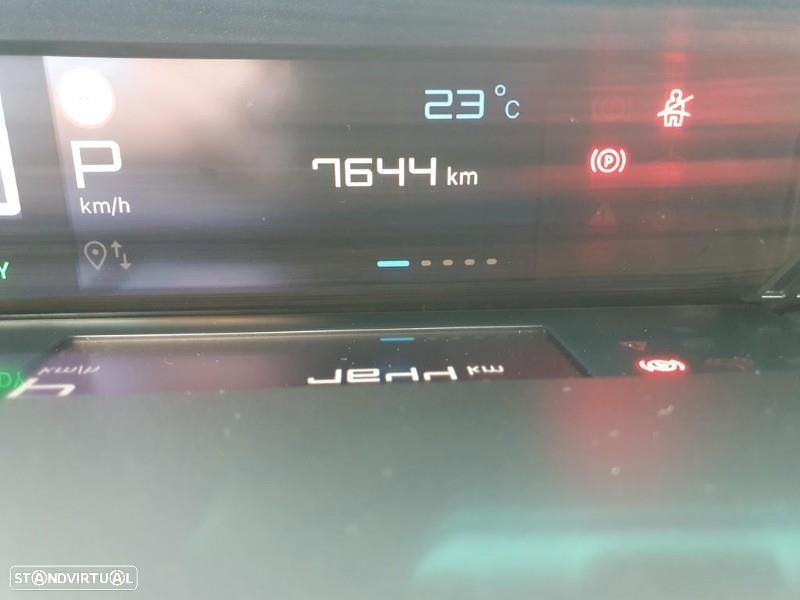 23°C
P
7644 km
(P)
km/h
Y
STANDVIRTUAL